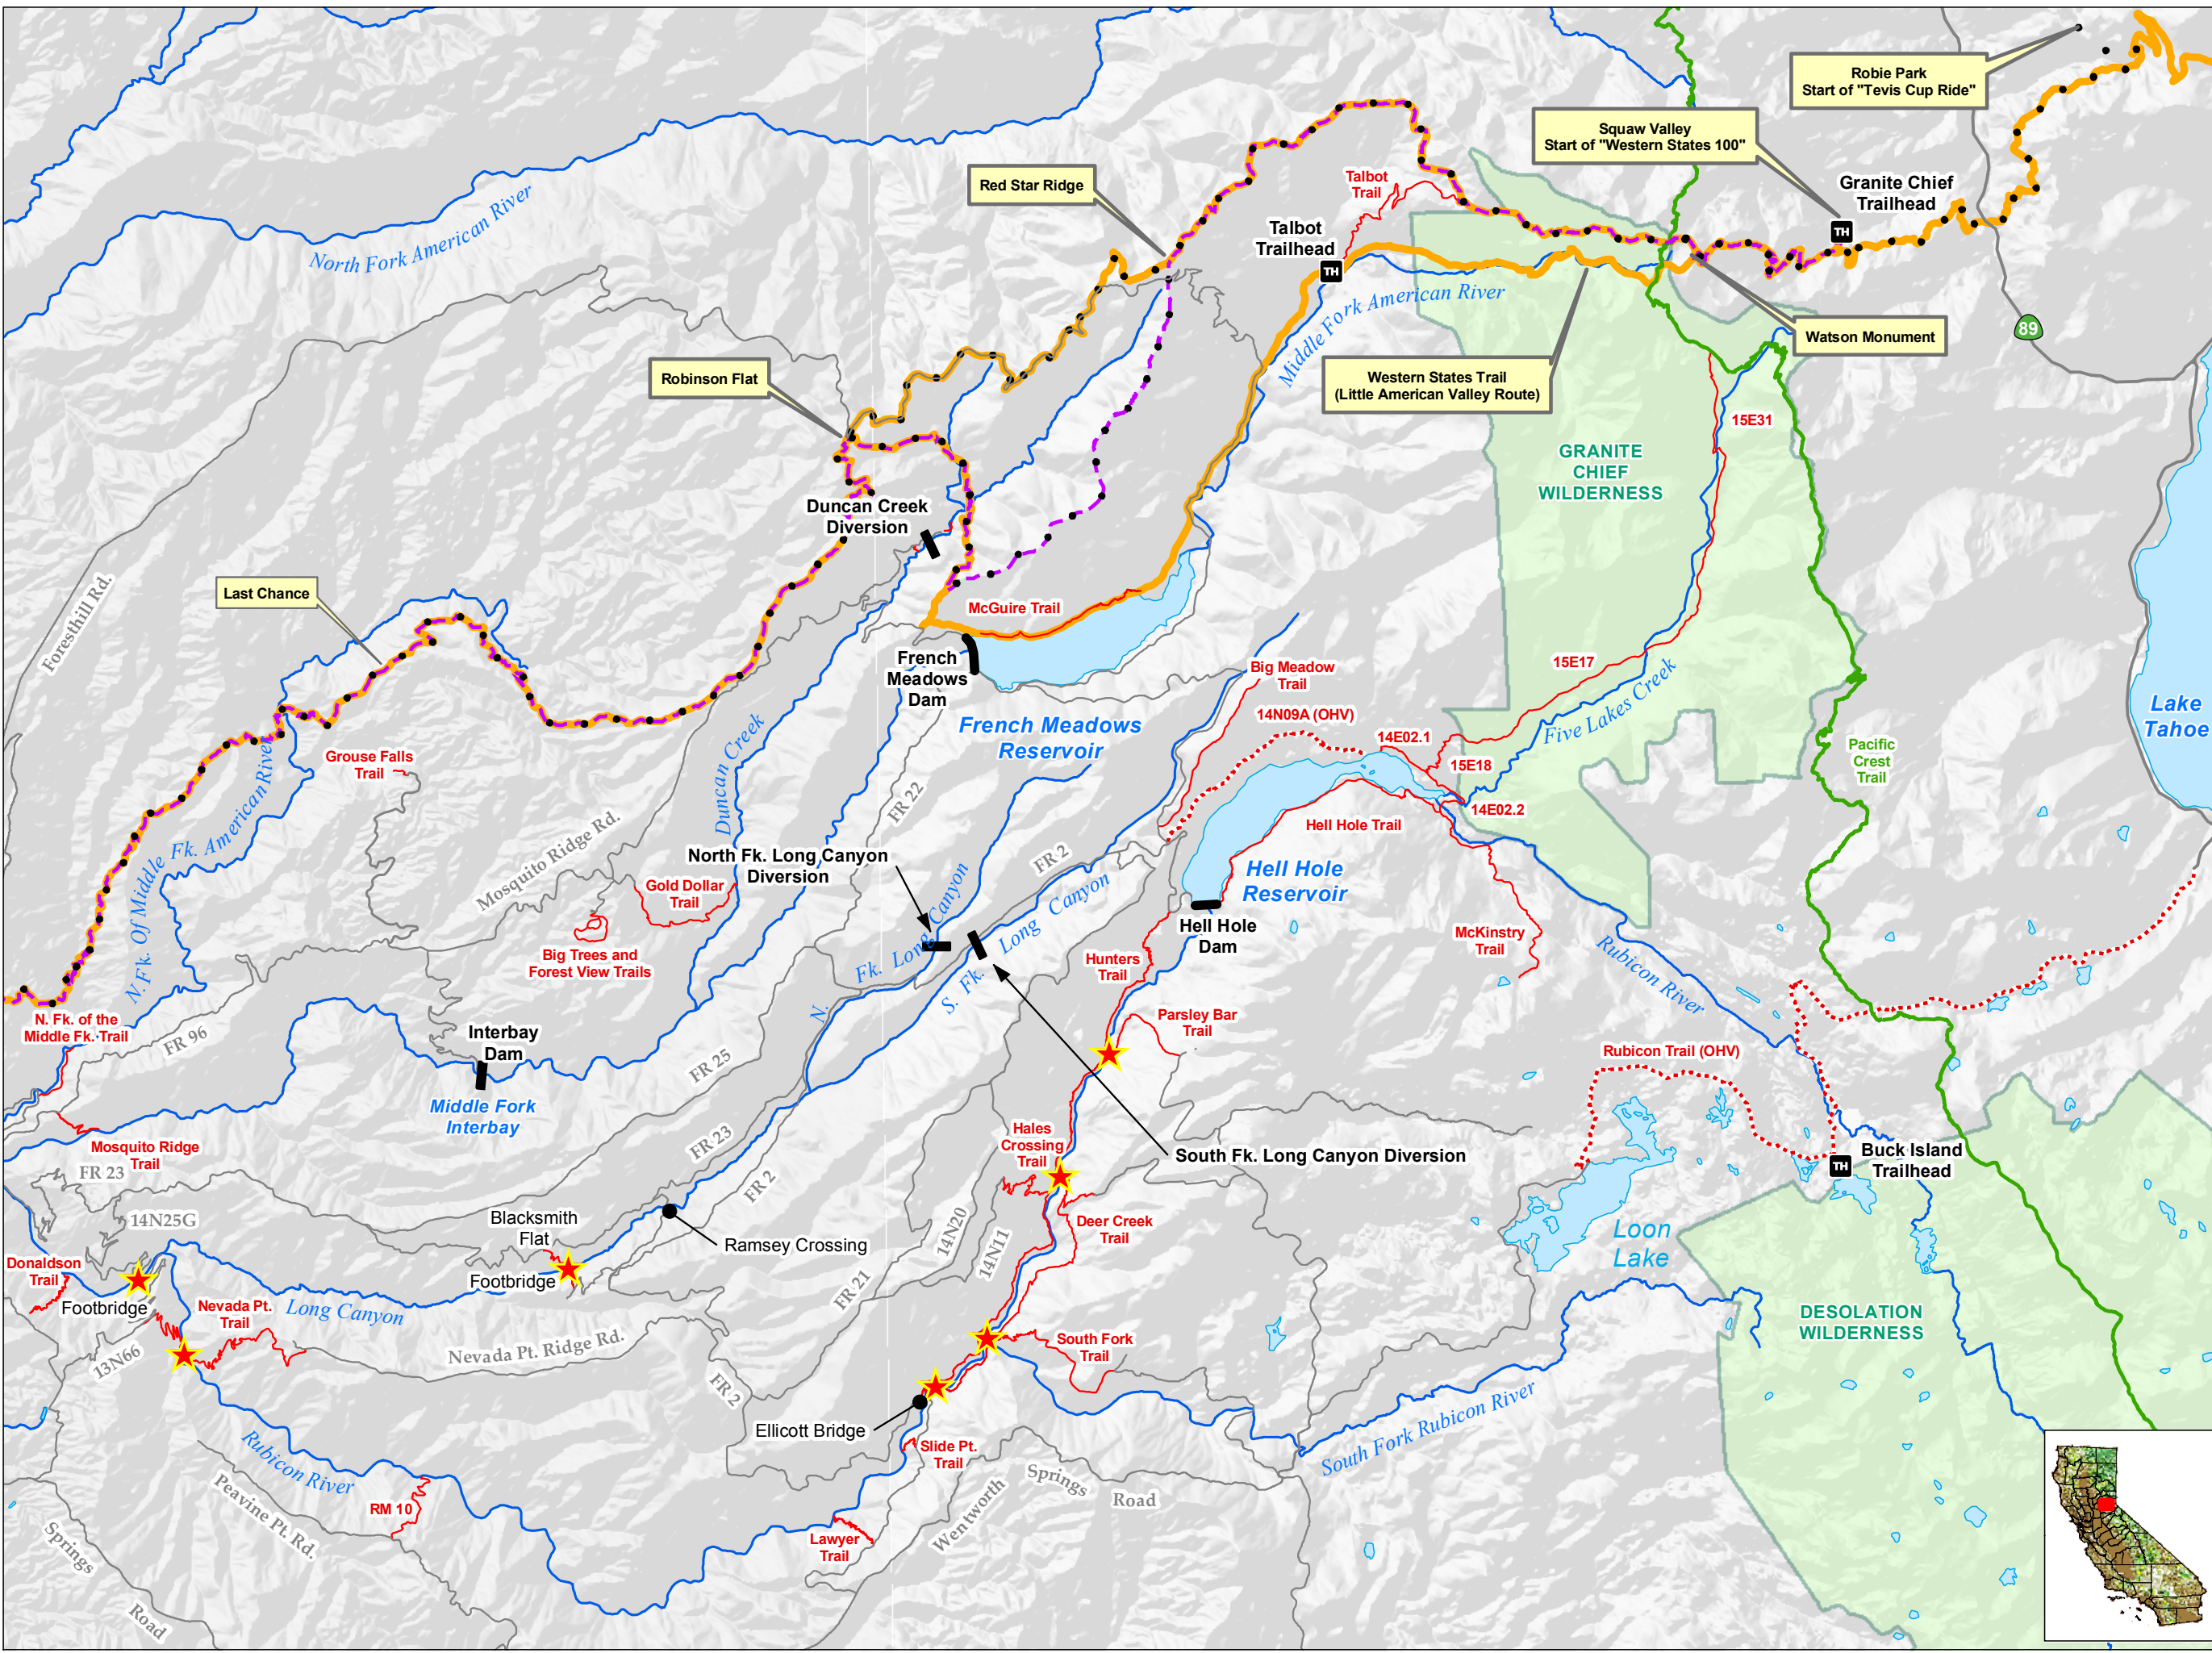 Robie Park
Start of "Tevis Cup Ride"
Squaw Valley
Start of "Western States 100"
Granite Chief
Trailhead
TH
Red Star Ridge
Talbot
Trail
Talbot
Trailhead
TH
North Fork American River
Middle Fork American River
Watson Monument
89
Robinson Flat
Western States Trail
(Little American Valley Route)
15E31
GRANITE
CHIEF
WILDERNESS
Duncan Creek
Diversion
Last Chance
Foresthill Rd.
McGuire Trail
French
Meadows
Dam
French Meadows
Reservoir
Big Meadow
Trail
14N09A (OHV)
14E02.1
15E17
15E18
14E02.2
Five Lakes Creek
Pacific
Crest
Trail
Lake
Tahoe
Grouse Falls
Trail
N. Fk. Of Middle Fk. American River
Duncan Creek
FR 22
Mosquito Ridge Rd.
North Fk. Long Canyon
Diversion
Gold Dollar
Trail
Big Trees and
Forest View Trails
FR 2
Hell Hole Trail
Hell Hole
Reservoir
Hell Hole
Dam
N. Fk. Long Canyon
S. Fk. Long Canyon
Hunters
Trail
McKinstry
Trail
Rubicon River
N. Fk. of the
Middle Fk. Trail
FR 96
Interbay
Dam
Middle Fork
Interbay
FR 25
Parsley Bar
Trail
Rubicon Trail (OHV)
Mosquito Ridge
Trail
FR 23
FR 23
FR 2
Hales
Crossing
Trail
South Fk. Long Canyon Diversion
Buck Island
Trailhead
TH
14N25G
Blacksmith
Flat
Footbridge
Ramsey Crossing
14N20
14N11
Deer Creek
Trail
Loon
Lake
Donaldson
Trail
Footbridge
Nevada Pt.
Trail
Long Canyon
FR 21
13N66
Nevada Pt. Ridge Rd.
FR 2
South Fork
Trail
DESOLATION
WILDERNESS
Ellicott Bridge
Slide Pt.
Trail
South Fork Rubicon River
Rubicon River
Peavine Pt. Rd.
RM 10
Wentworth Springs Road
Lawyer
Trail
Springs
Road